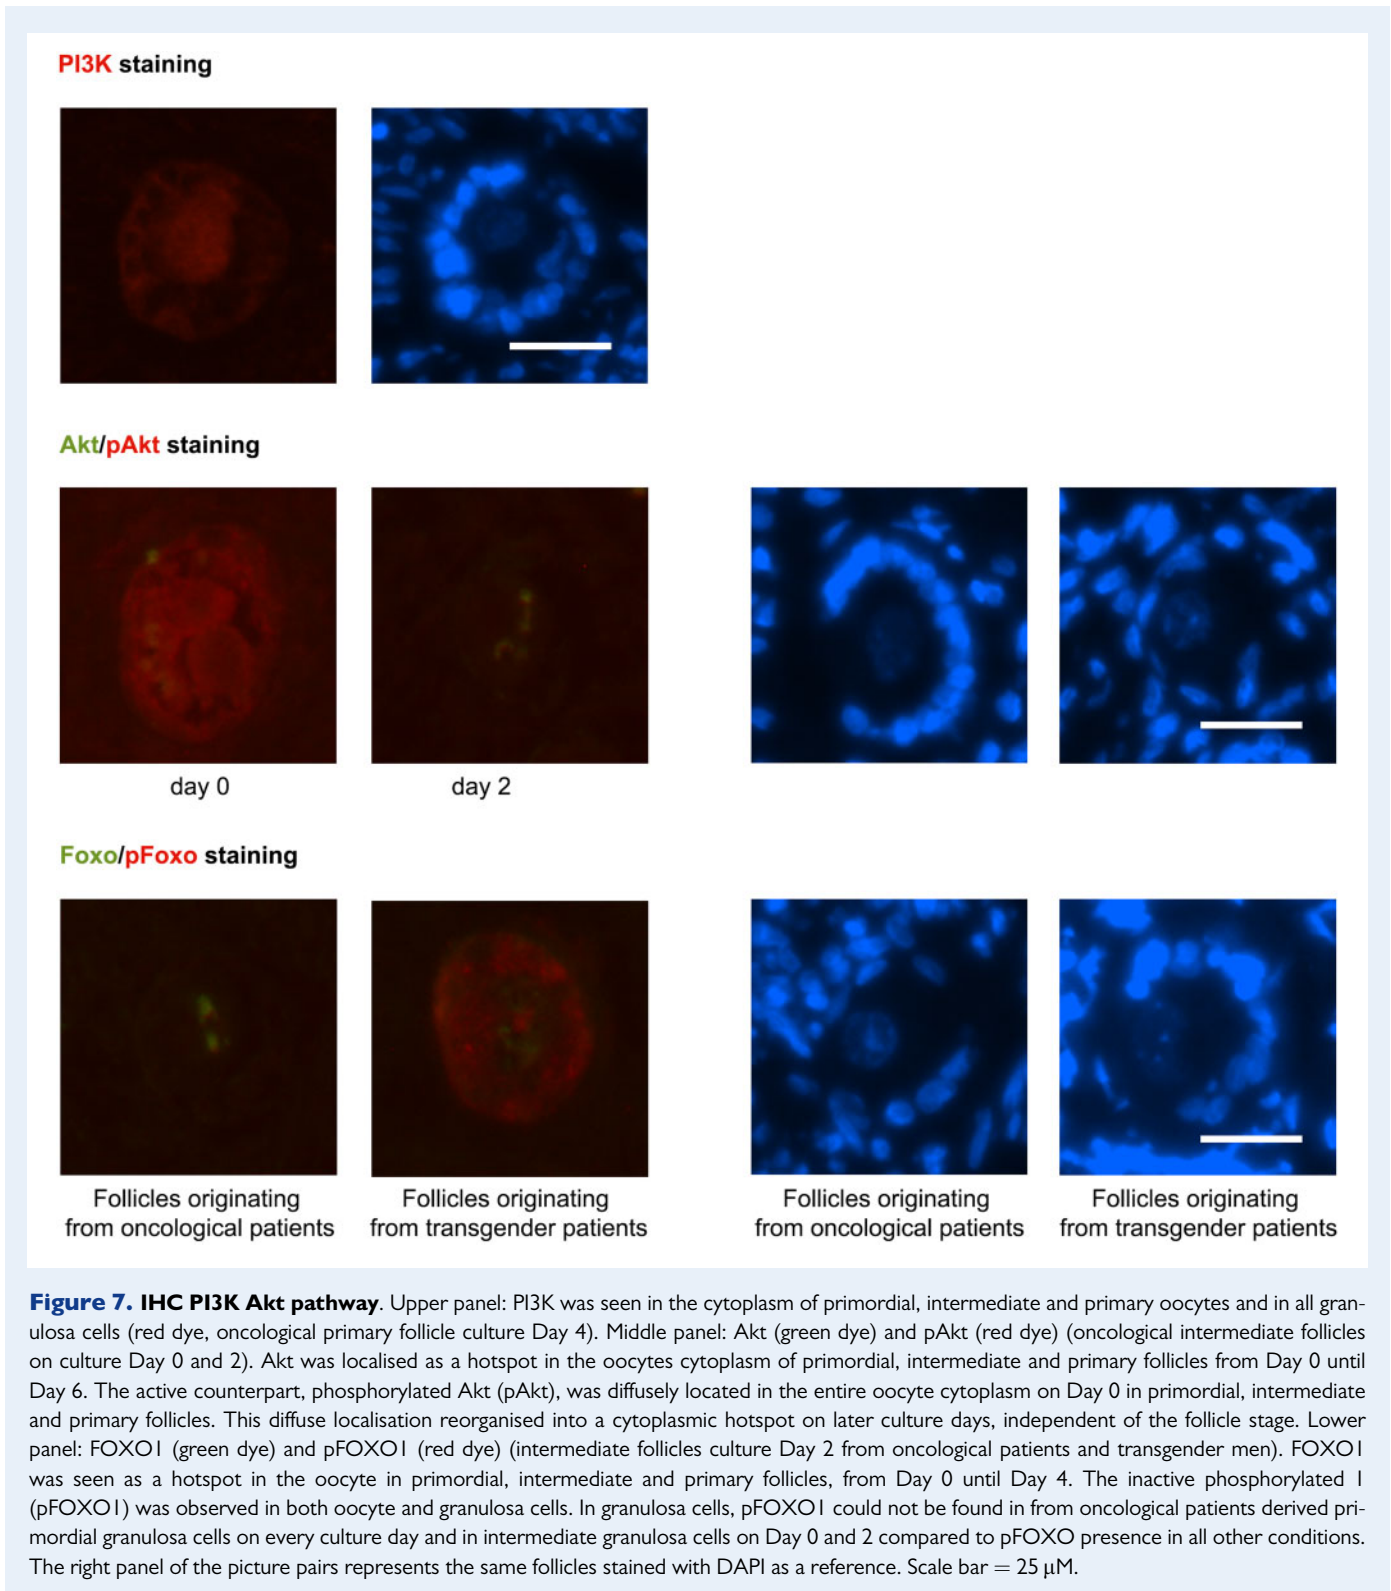 PI3K staining
Akt/pAkt staining
day 0
day 2
Foxo/pFoxo staining
Follicles originating
from oncological patients
Follicles originating
from transgender patients
Follicles originating
from oncological patients
Follicles originating
from transgender patients
Figure 7. IHC PI3K Akt pathway. Upper panel: PI3K was seen in the cytoplasm of primordial, intermediate and primary oocytes and in all gran-
ulosa cells (red dye, oncological primary follicle culture Day 4). Middle panel: Akt (green dye) and pAkt (red dye) (oncological intermediate follicles
on culture Day 0 and 2). Akt was localised as a hotspot in the oocytes cytoplasm of primordial, intermediate and primary follicles from Day 0 until
Day 6. The active counterpart, phosphorylated Akt (pAkt), was diffusely located in the entire oocyte cytoplasm on Day 0 in primordial, intermediate
and primary follicles. This diffuse localisation reorganised into a cytoplasmic hotspot on later culture days, independent of the follicle stage. Lower
panel: FOXO1 (green dye) and pFOXO1 (red dye) (intermediate follicles culture Day 2 from oncological patients and transgender men). FOXO1
was seen as a hotspot in the oocyte in primordial, intermediate and primary follicles, from Day 0 until Day 4. The inactive phosphorylated 1
(pFOXO1) was observed in both oocyte and granulosa cells. In granulosa cells, pFOXO1 could not be found in from oncological patients derived pri-
mordial granulosa cells on every culture day and in intermediate granulosa cells on Day 0 and 2 compared to pFOXO presence in all other conditions.
The right panel of the picture pairs represents the same follicles stained with DAPI as a reference. Scale bar = 25 μM.